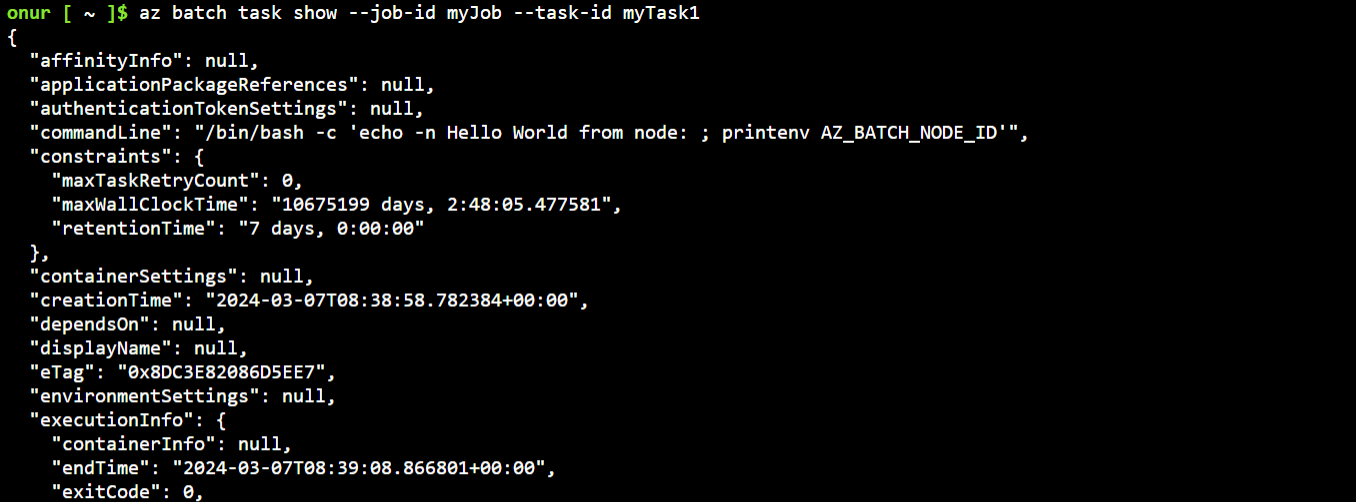 onur [ ~ ]$ az batch task show --job-id myJob --task-id myTask1
{
  "affinityInfo": null,
  "applicationPackageReferences": null,
  "authenticationTokenSettings": null,
  "commandLine": "/bin/bash -c 'echo -n Hello World from node: ; printenv AZ_BATCH_NODE_ID'",
  "constraints": {
    "maxTaskRetryCount": 0,
    "maxWallClockTime": "10675199 days, 2:48:05.477581",
    "retentionTime": "7 days, 0:00:00"
  },
  "containerSettings": null,
  "creationTime": "2024-03-07T08:38:58.782384+00:00",
  "dependsOn": null,
  "displayName": null,
  "eTag": "0x8DC3E82086D5EE7",
  "environmentSettings": null,
  "executionInfo": {
    "containerInfo": null,
    "endTime": "2024-03-07T08:39:08.866801+00:00",
    "exitCode": 0,